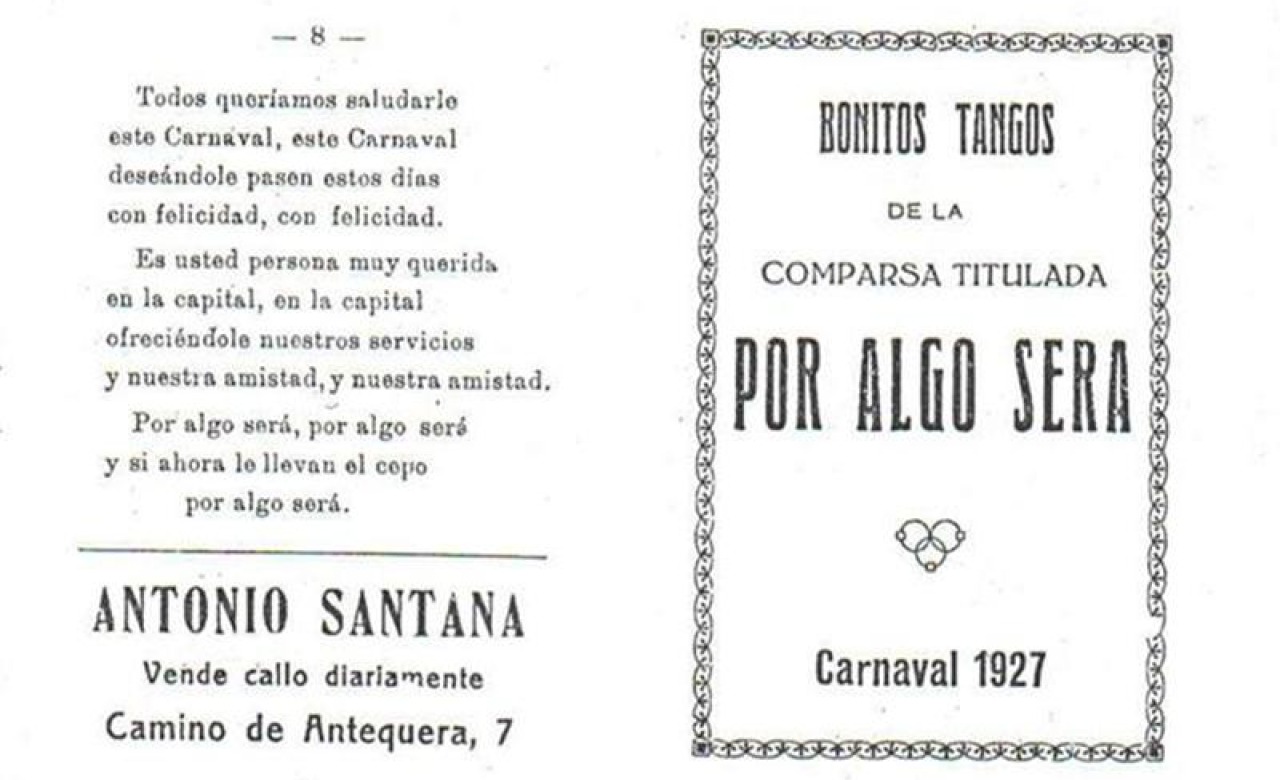 — 8 —
Todos queríamos saludarle
este Carnaval, este Carnaval
deseándole pasen estos días
con felicidad, con felicidad.
Es usted persona muy querida
en la capital, en la capital
ofreciéndole nuestros servicios
y nuestra amistad, y nuestra amistad.
Por algo será, por algo será
y si ahora le llevan el copo
por algo será.
ANTONIO SANTANA
Vende callo diariamente
Camino de Antequera, 7
BONITOS TANGOS
DE LA
COMPARSA TITULADA
POR ALGO SERA
Carnaval 1927